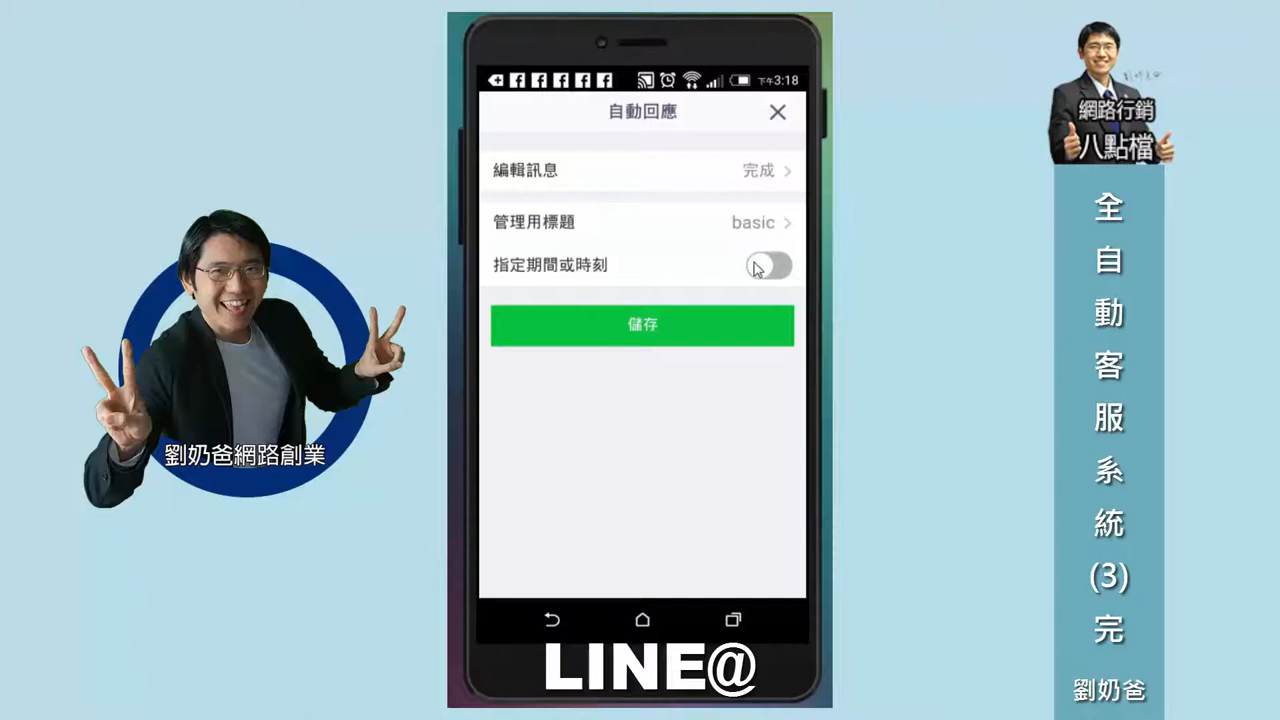 下午3:18
自動回應
編輯訊息 完成
管理用標題 basic
指定期間或時刻
儲存
LINE@
劉奶爸網路創業
網路行銷
八點檔
全自動客服系統(3)完
劉奶爸